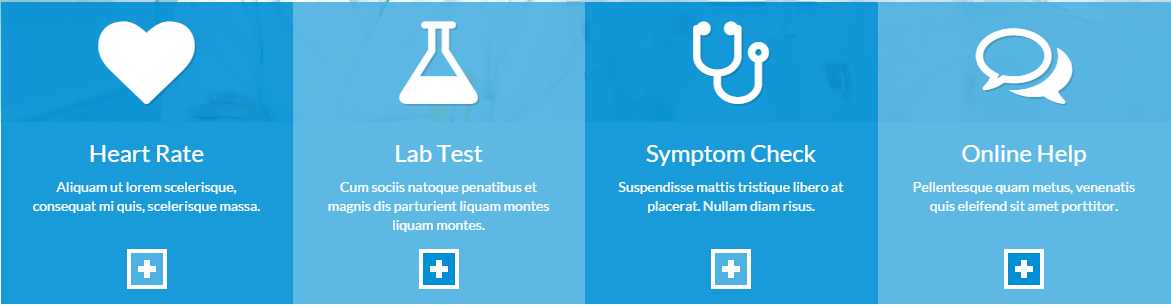 Heart Rate
Aliquam ut lorem scelerisque,
consequat mi quis, scelerisque massa.
Lab Test
Cum sociis natoque penatibus et
magnis dis parturient liquam montes
liquam montes.
Symptom Check
Suspendisse mattis tristique libero at
placerat. Nullam diam risus.
Online Help
Pellentesque quam metus, venenatis
quis eleifend sit amet porttitor.